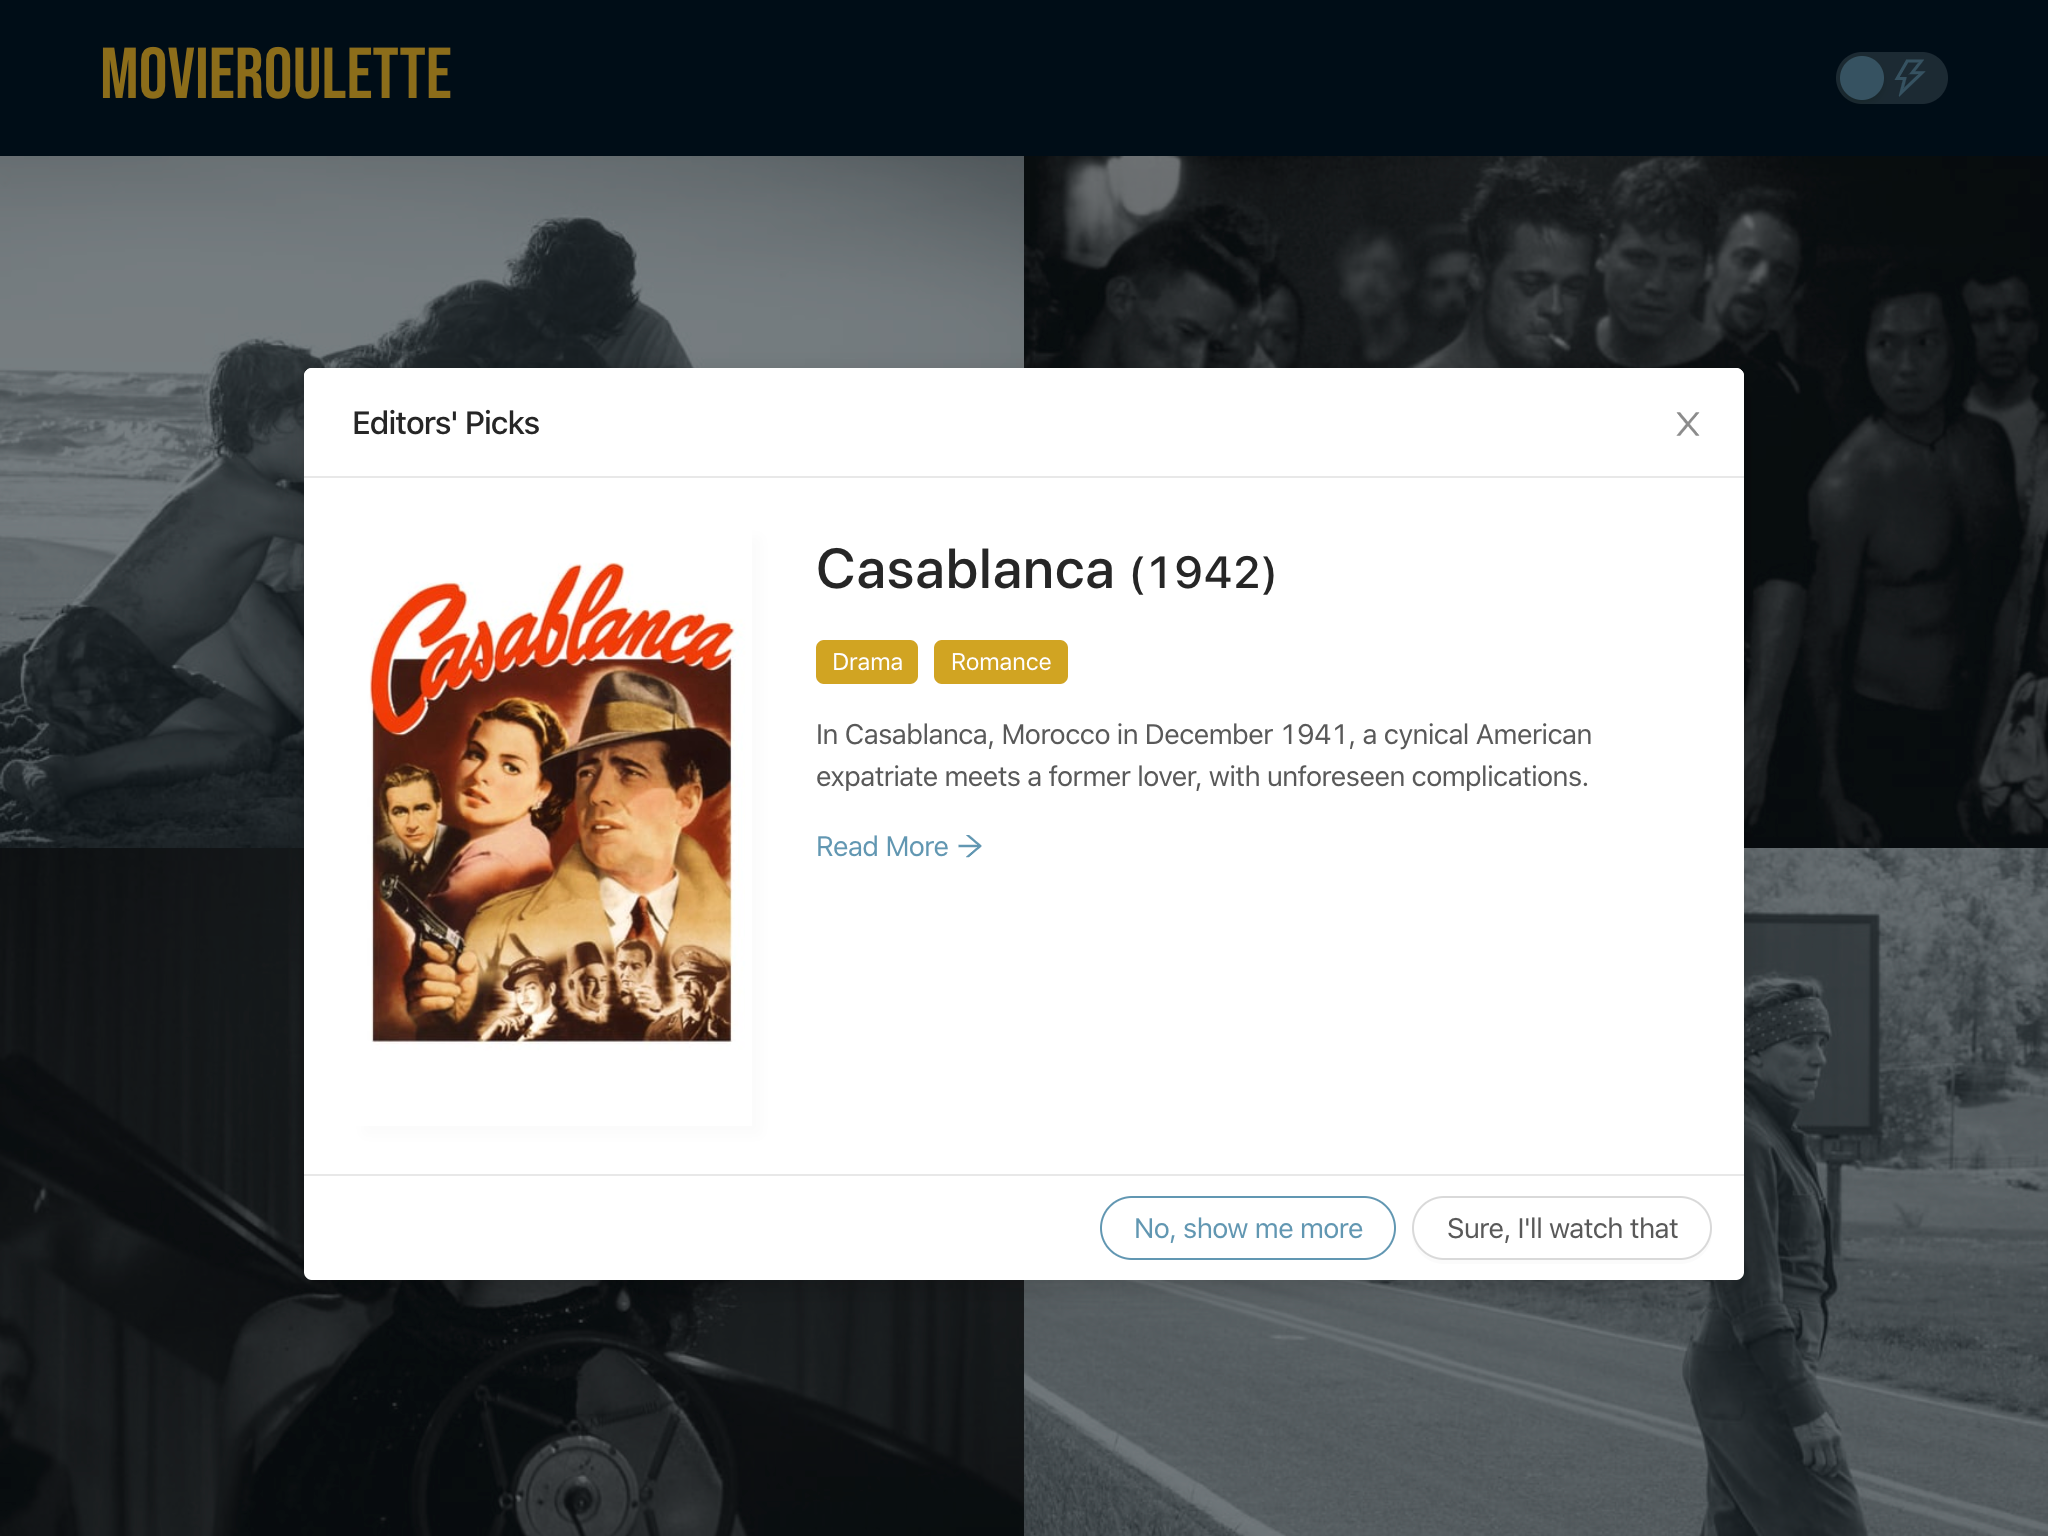 MOVIEROULETTE
Editors' Picks
Casablanca
Casablanca (1942)
Drama Romance
In Casablanca, Morocco in December 1941, a cynical American
expatriate meets a former lover, with unforeseen complications.
Read More →
No, show me more Sure, I'll watch that